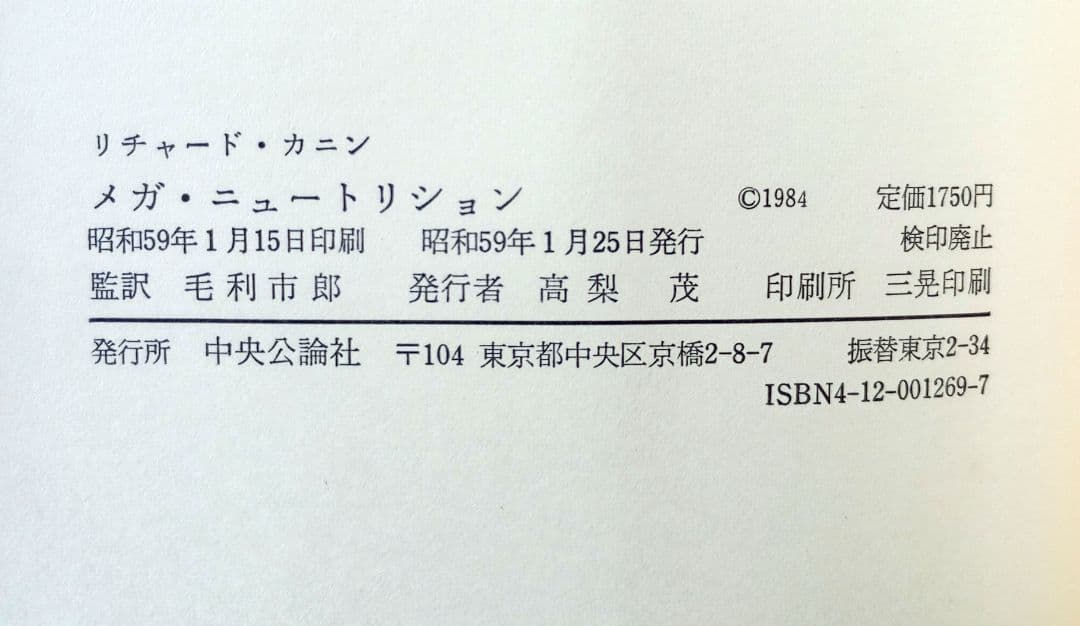 リチャード・カニン
メガ・ニュートリション ©1984 定価1750円
昭和59年1月15日印刷 昭和59年1月25日発行 検印廃止
監訳 毛利市郎 発行者 高梨 茂 印刷所 三晃印刷
発行所 中央公論社 〒104 東京都中央区京橋2-8-7 振替東京2-34
ISBN4-12-001269-7